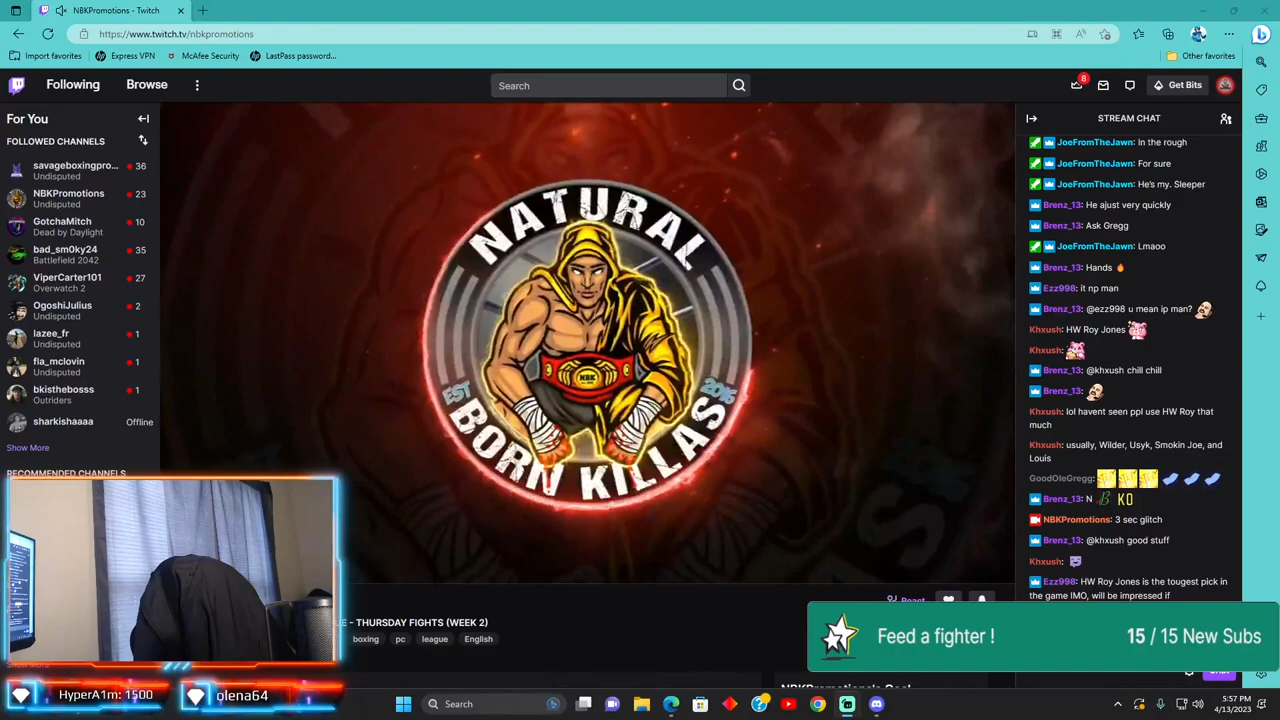 NBKPromotions - Twitch
https://www.twitch.tv/nbkpromotions
Import favorites
Express VPN
McAfee Security
LastPass password...
Other favorites
Following
Browse
Search
8
Get Bits
For You
FOLLOWED CHANNELS
savageboxingpro...
Undisputed
36
NBKPromotions
Undisputed
23
GotchaMitch
Dead by Daylight
10
bad_sm0ky24
Battlefield 2042
35
ViperCarter101
Overwatch 2
27
OgoshiJulius
Undisputed
2
lazee_fr
Undisputed
1
fla_mclovin
Undisputed
1
bkisthebosss
Outriders
1
sharkishaaaa
Offline
Show More
RECOMMENDED CHANNELS
NATURAL
NBK
EST
2016
BORN KILLAS
STREAM CHAT
JoeFromTheJawn: In the rough
JoeFromTheJawn: For sure
JoeFromTheJawn: He's my. Sleeper
Brenz_13: He ajust very quickly
Brenz_13: Ask Gregg
JoeFromTheJawn: Lmaoo
Brenz_13: Hands 🔥
Ezz998: it np man
Brenz_13: @ezz998 u mean ip man?
Khxush: HW Roy Jones
Khxush:
Brenz_13: @khxush chill chill
Brenz_13:
Khxush: lol havent seen ppl use HW Roy that
much
Khxush: usually, Wilder, Usyk, Smokin Joe, and
Louis
GoodOleGregg:
Brenz_13: N KO
NBKPromotions: 3 sec glitch
Brenz_13: @khxush good stuff
Khxush:
Ezz998: HW Roy Jones is the tougest pick in
the game IMO, will be impressed if
React
- THURSDAY FIGHTS (WEEK 2)
boxing
pc
league
English
Feed a fighter !
15 / 15 New Subs
Show More
HyperA1m: 1500
olena64
NBKPromotions's Goal
Chat
Search
5:57 PM
4/13/2023